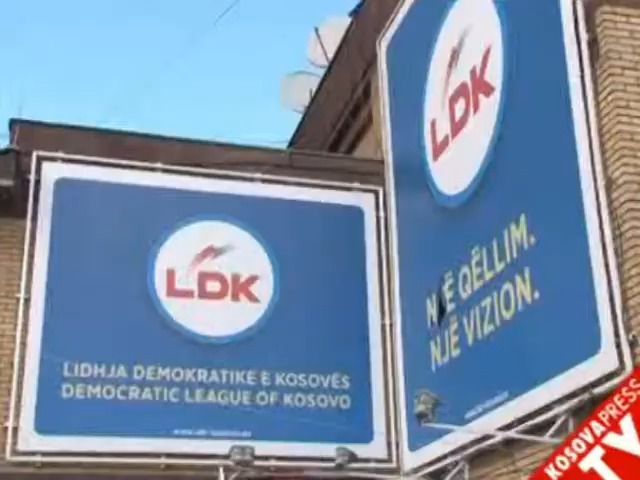 LDK
LIDHJA DEMOKRATIKE E KOSOVËS
DEMOCRATIC LEAGUE OF KOSOVO
LDK
NJË QËLLIM.
NJË VIZION.
KOSOVAPRESS
TV